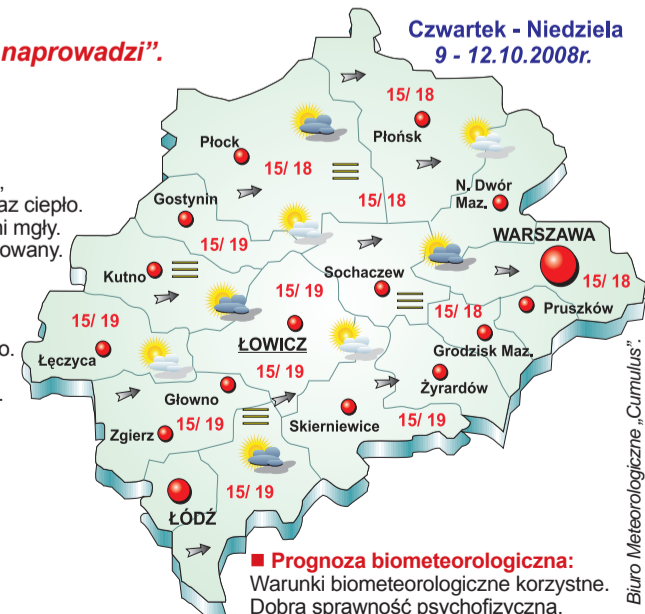 naprowadzi”.
Czwartek - Niedziela
9 - 12.10.2008r.
az ciepło.
mgły.
15/ 18
Płońsk
Płock
15/ 18
15/ 18
N. Dwór
Maz.
Gostynin
15/ 19
WARSZAWA
15/ 18
Kutno
Sochaczew
15/ 19
Pruszków
15/ 19
ŁOWICZ
15/ 18
Grodzisk Maz.
Łęczyca
15/ 19
Żyrardów
Głowno
15/ 19
Skierniewice
15/ 19
Zgierz
15/ 19
ŁÓDŹ
Biuro Meteorologiczne „Cumulus”.
■ Prognoza biometeorologiczna:
Warunki biometeorologiczne korzystne.
Dobra sprawność psychofizyczna.